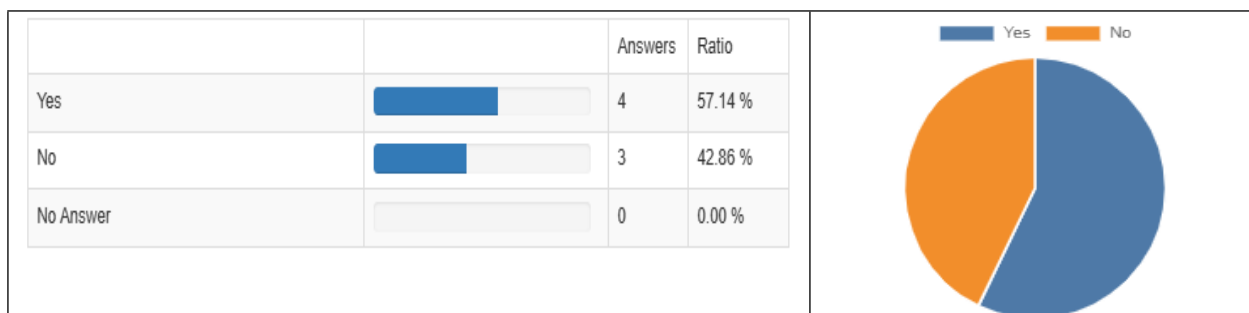 Answers Ratio
Yes 4 57.14 %
No 3 42.86 %
No Answer 0 0.00 %
Yes No